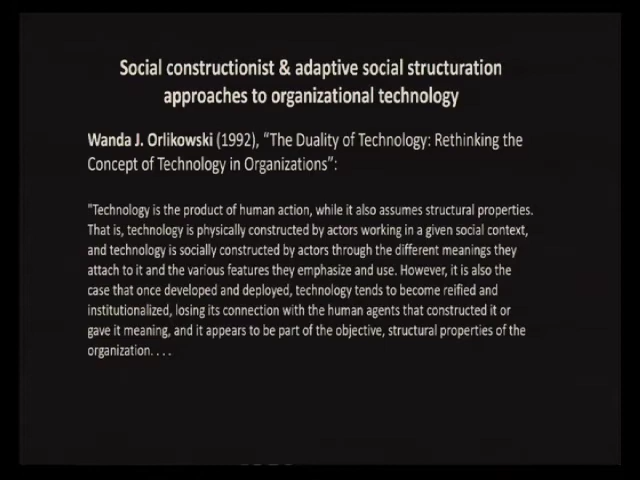 Social constructionist & adaptive social structuration
approaches to organizational technology
Wanda J. Orlikowski (1992), “The Duality of Technology: Rethinking the
Concept of Technology in Organizations”:
"Technology is the product of human action, while it also assumes structural properties.
That is, technology is physically constructed by actors working in a given social context,
and technology is socially constructed by actors through the different meanings they
attach to it and the various features they emphasize and use. However, it is also the
case that once developed and deployed, technology tends to become reified and
institutionalized, losing its connection with the human agents that constructed it or
gave it meaning, and it appears to be part of the objective, structural properties of the
organization. . . .